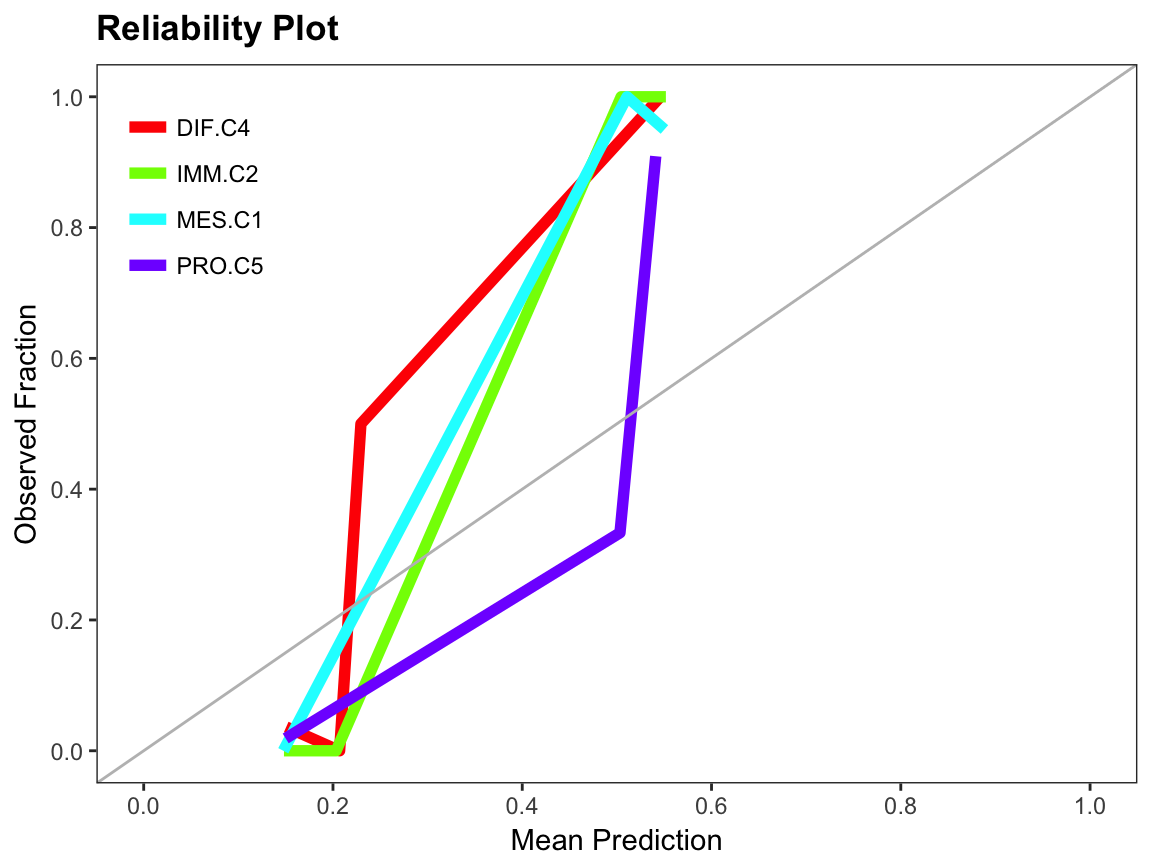 Reliability Plot
DIF.C4
IMM.C2
MES.C1
PRO.C5
Observed Fraction
1.0
0.8
0.6
0.4
0.2
0.0
0.0 0.2 0.4 0.6 0.8 1.0
Mean Prediction